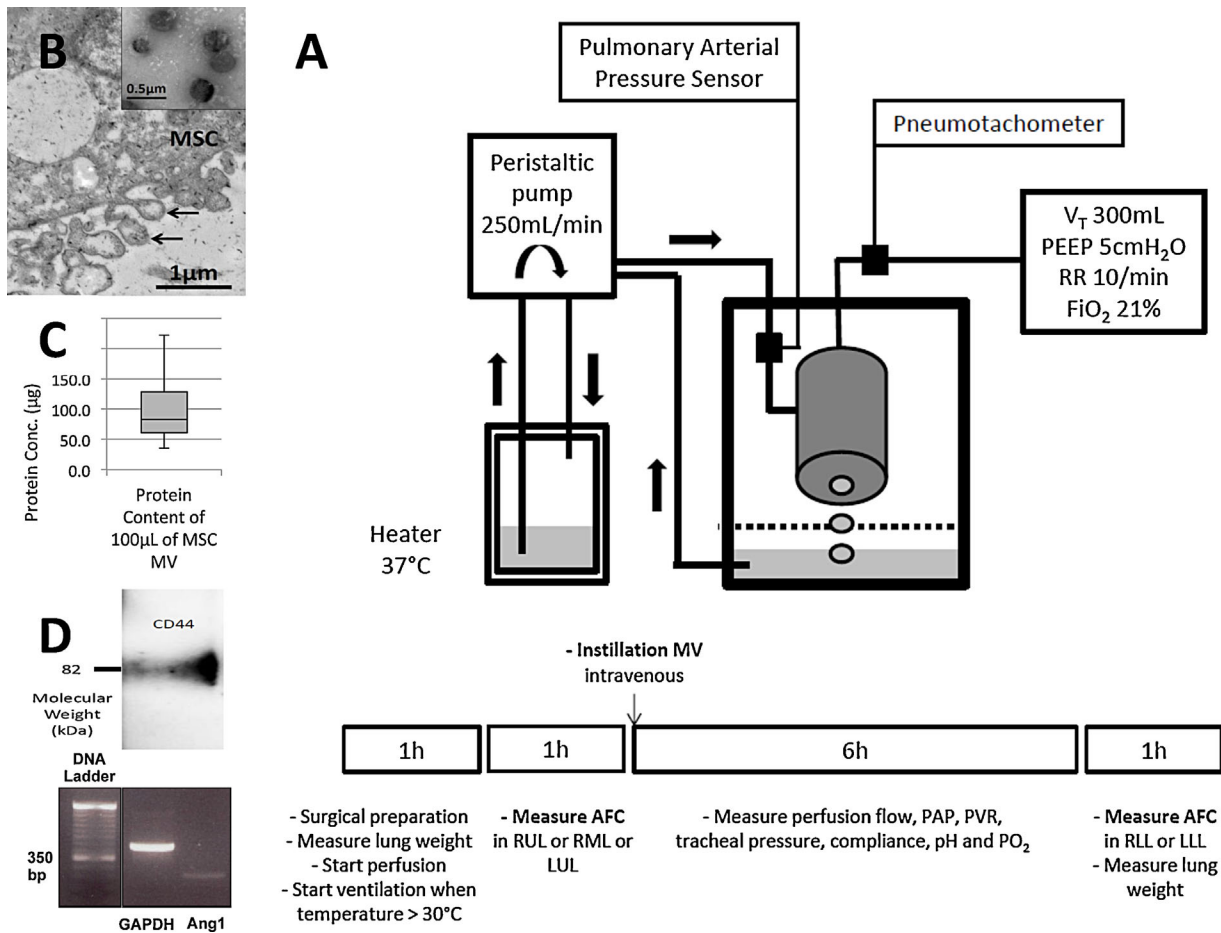 A
Pulmonary Arterial
Pressure Sensor
Pneumotachometer
Peristaltic
pump
250mL/min
V_T 300mL
PEEP 5cmH₂O
RR 10/min
FiO₂ 21%
Heater
37°C
- Instillation MV
intravenous
1h
1h
6h
1h
- Surgical preparation
- Measure lung weight
- Start perfusion
- Start ventilation when
temperature > 30°C
- Measure AFC
in RUL or RML or
LUL
- Measure perfusion flow, PAP, PVR,
tracheal pressure, compliance, pH and PO₂
- Measure AFC
in RLL or LLL
- Measure lung
weight
B
0.5µm
MSC
1µm
C
Protein Conc. (µg)
150.0
100.0
50.0
0.0
Protein
Content of
100µL of MSC
MV
D
CD44
82
Molecular
Weight
(kDa)
DNA
Ladder
350
bp
GAPDH Ang1